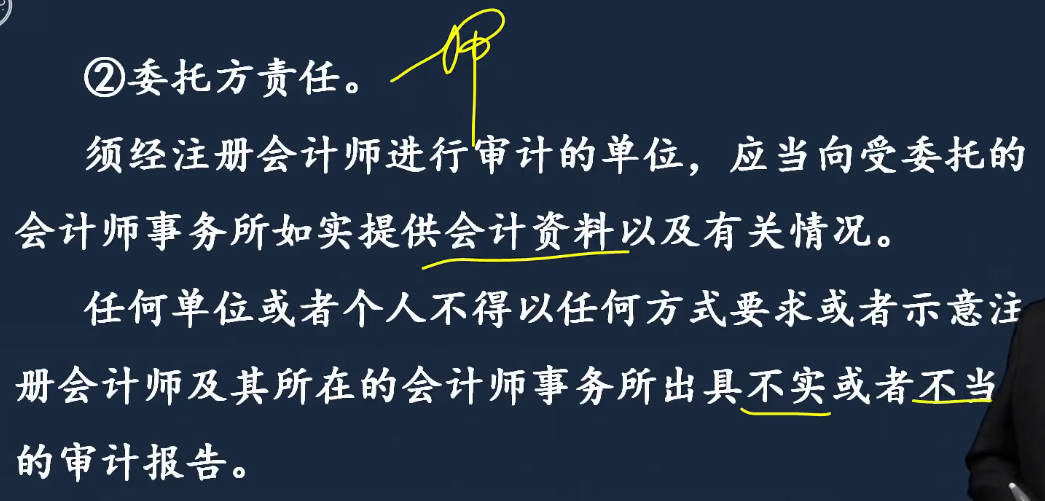 ②委托方责任。
须经注册会计师进行审计的单位，应当向受委托的
会计师事务所如实提供会计资料以及有关情况。
任何单位或者个人不得以任何方式要求或者示意注
册会计师及其所在的会计师事务所出具不实或者不当
的审计报告。